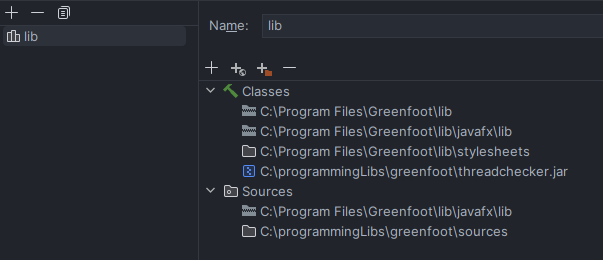 lib
Name: lib
Classes
C:\Program Files\Greenfoot\lib
C:\Program Files\Greenfoot\lib\javafx\lib
C:\Program Files\Greenfoot\lib\stylesheets
C:\programmingLibs\greenfoot\threadchecker.jar
Sources
C:\Program Files\Greenfoot\lib\javafx\lib
C:\programmingLibs\greenfoot\sources